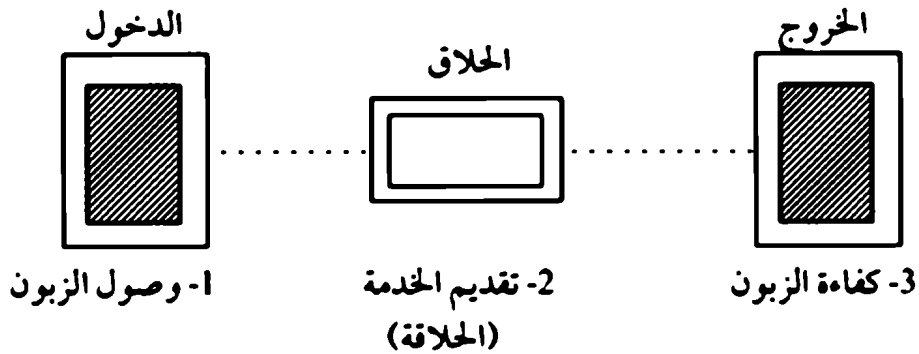 الدخول
الحلاق
الخروج
1- وصول الزبون
2- تقديم الخدمة
(الحلاقة)
3- كفاءة الزبون